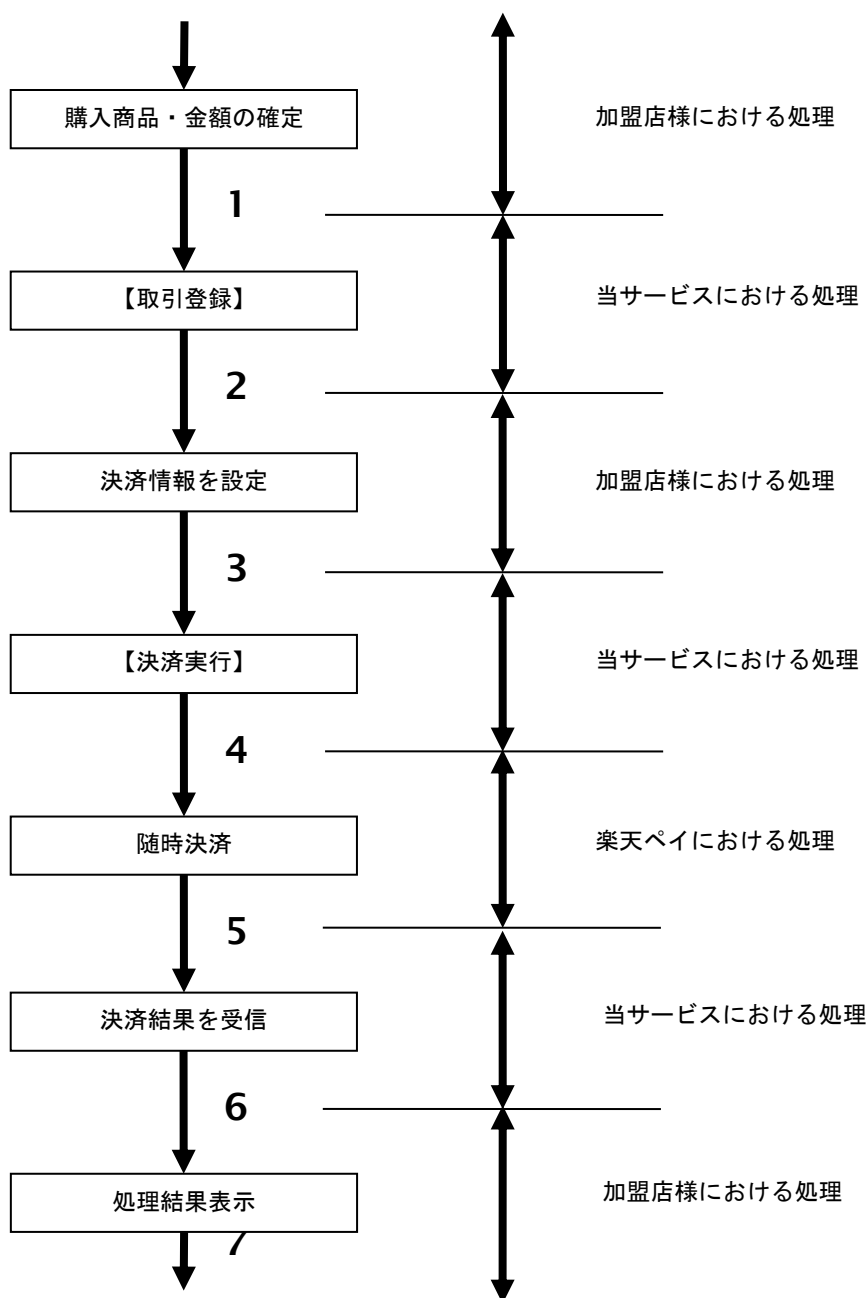 購入商品・金額の確定
加盟店様における処理
1
【取引登録】
当サービスにおける処理
2
決済情報を設定
加盟店様における処理
3
【決済実行】
当サービスにおける処理
4
随時決済
楽天ペイにおける処理
5
決済結果を受信
当サービスにおける処理
6
処理結果表示
加盟店様における処理
7